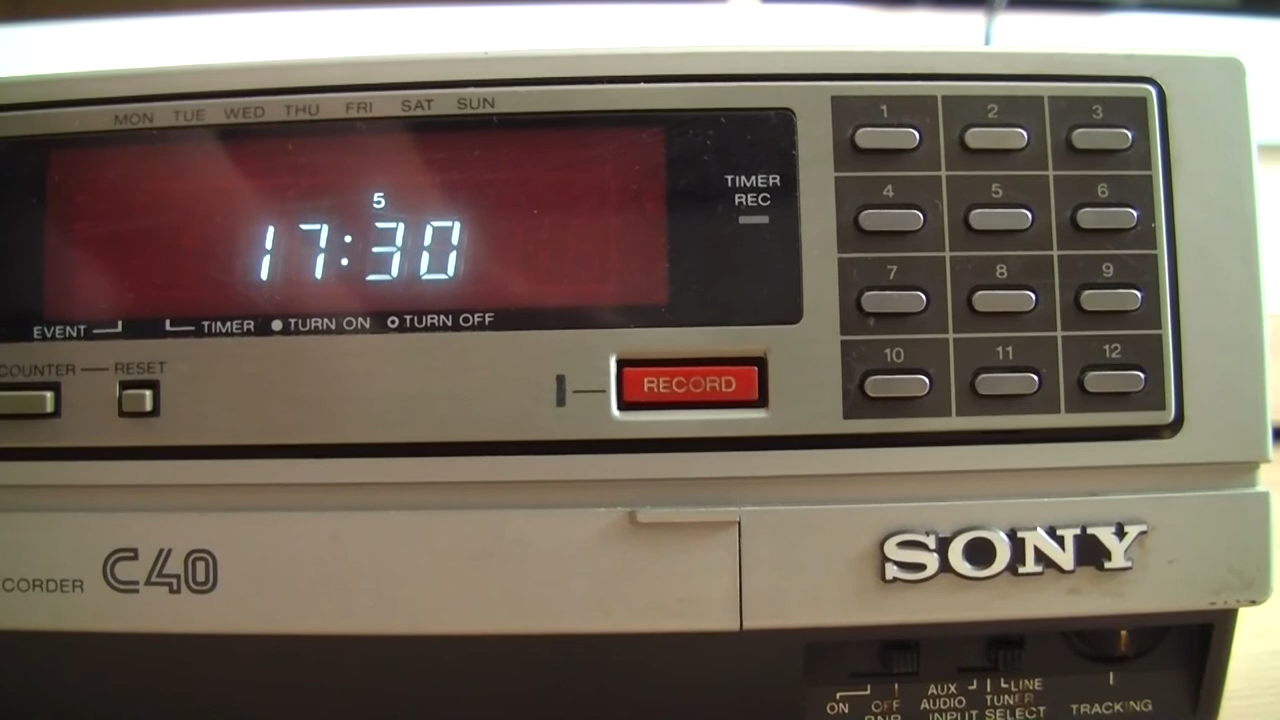 MON TUE WED THU FRI SAT SUN
5
17:30
TIMER
REC
EVENT TIMER TURN ON TURN OFF
COUNTER RESET
RECORD
1 2 3
4 5 6
7 8 9
10 11 12
CORDER C40
SONY
ON OFF
AUX
AUDIO
LINE
TUNER
INPUT SELECT
TRACKING